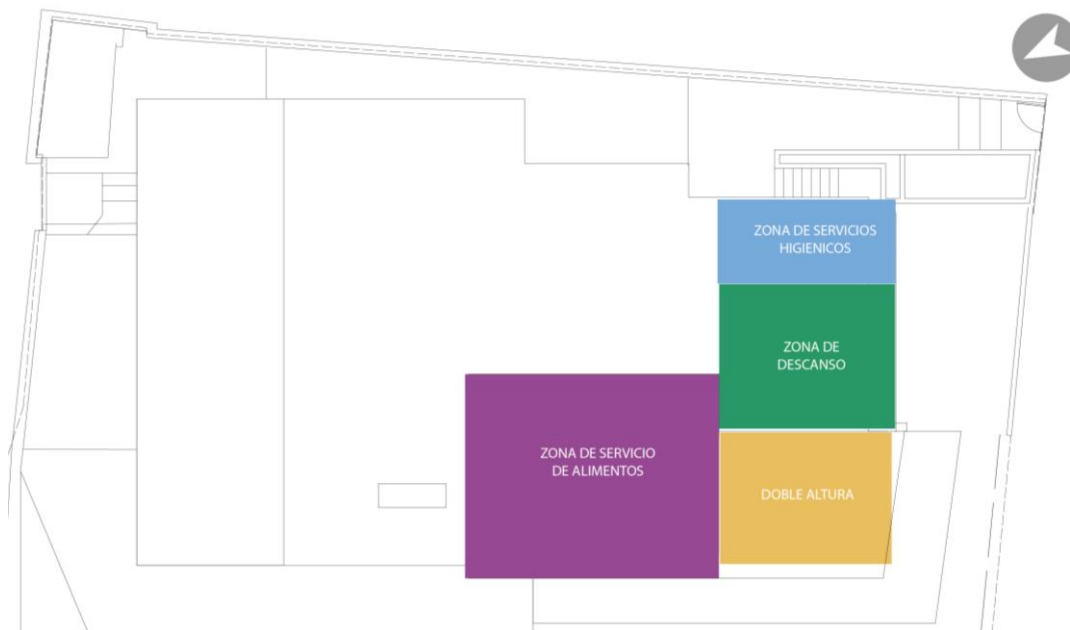 ZONA DE SERVICIOS
HIGIENICOS
ZONA DE
DESCANSO
ZONA DE SERVICIO
DE ALIMENTOS
DOBLE ALTURA